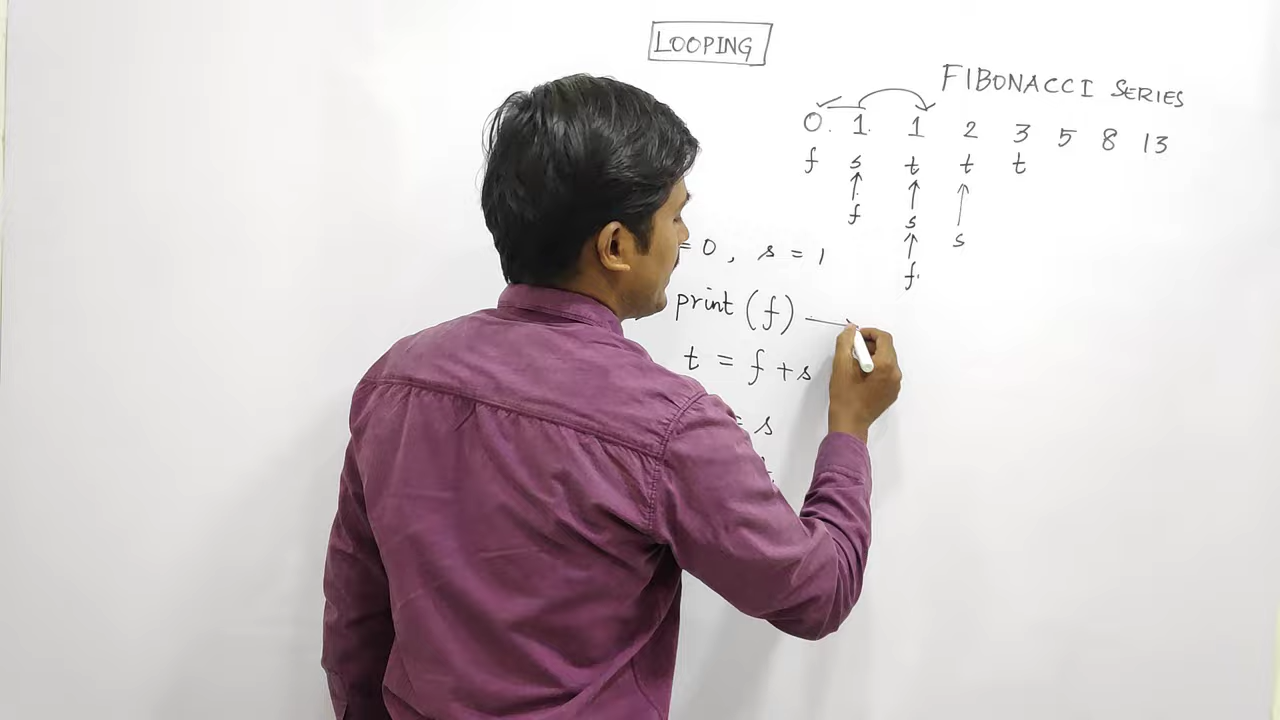 LOOPING
FIBONACCI SERIES
0 1 1 2 3 5 8 13
f s t t t
f s s
f
= 0, s = 1
print (f)
t = f + s
= s